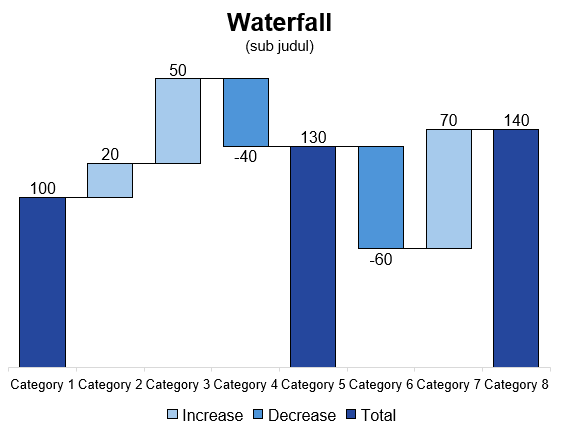 Waterfall
(sub judul)
50
70
140
130
20
-40
100
-60
Category 1 Category 2 Category 3 Category 4 Category 5 Category 6 Category 7 Category 8
Increase Decrease Total